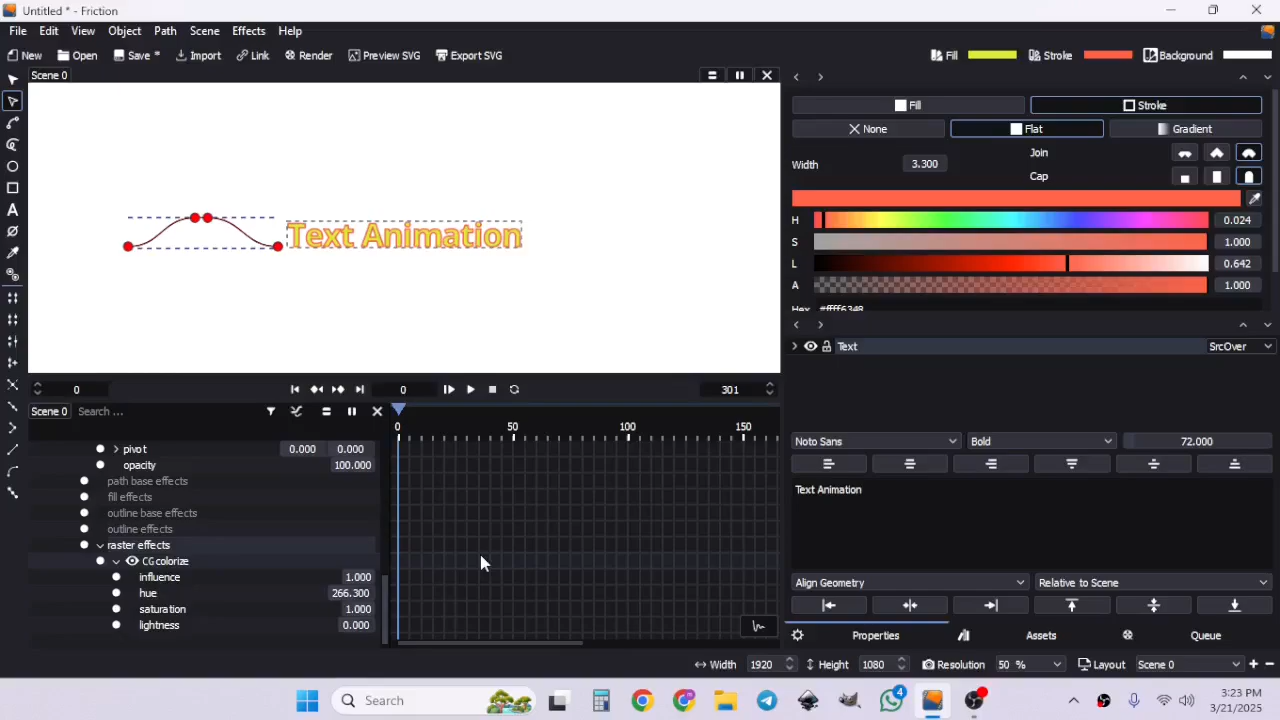 Untitled * - Friction
File Edit View Object Path Scene Effects Help
New Open Save * Import Link Render Preview SVG Export SVG Fill Stroke Background
Scene 0
Fill Stroke
None Flat Gradient
Width 3.300 Join
Cap
H 0.024
S 1.000
L 0.642
A 1.000
Hex #ffff6348
Text Animation
Text SrcOver
0 0 301
Scene 0 Search ...
0 50 100 150
pivot 0.000 0.000
opacity 100.000
path base effects
fill effects
outline base effects
outline effects
raster effects
CG colorize
influence 1.000
hue 266.300
saturation 1.000
lightness 0.000
Noto Sans Bold 72.000
Text Animation
Align Geometry Relative to Scene
Properties Assets Queue
Width 1920 Height 1080 Resolution 50 % Layout Scene 0
Search 4 3:23 PM
3/21/2025